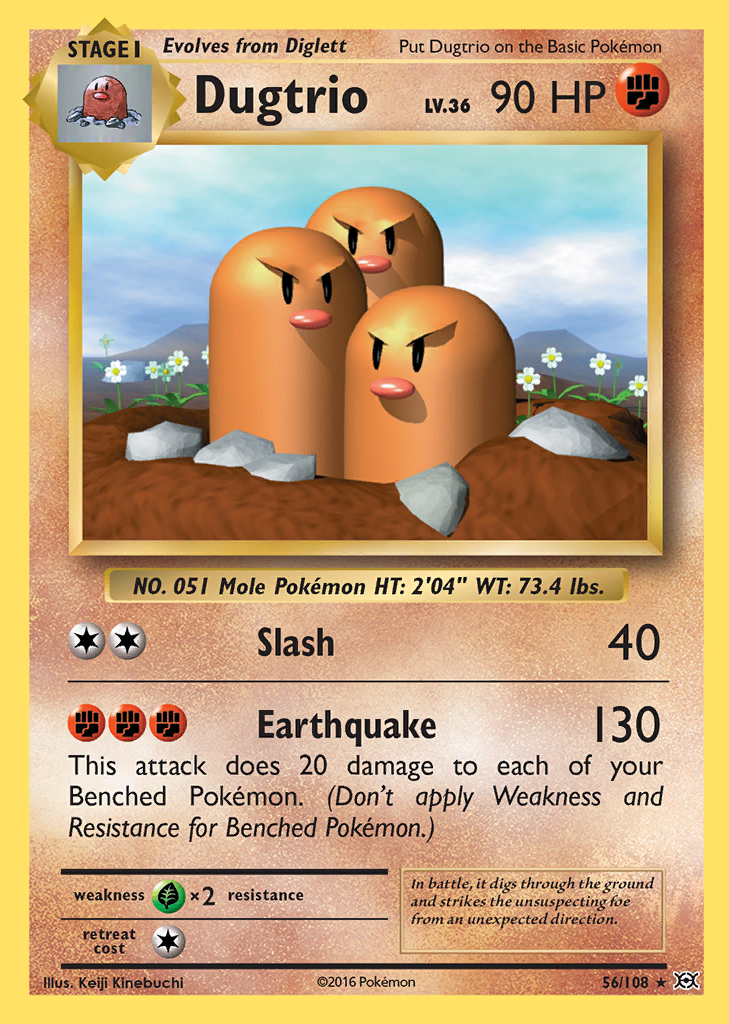 STAGE 1 Evolves from Diglett Put Dugtrio on the Basic Pokémon
Dugtrio LV.36 90 HP
NO. 051 Mole Pokémon HT: 2'04" WT: 73.4 lbs.
Slash 40
Earthquake 130
This attack does 20 damage to each of your
Benched Pokémon. (Don't apply Weakness and
Resistance for Benched Pokémon.)
weakness ×2 resistance
retreat
cost
In battle, it digs through the ground
and strikes the unsuspecting foe
from an unexpected direction.
Illus. Keiji Kinebuchi ©2016 Pokémon 56/108 ★